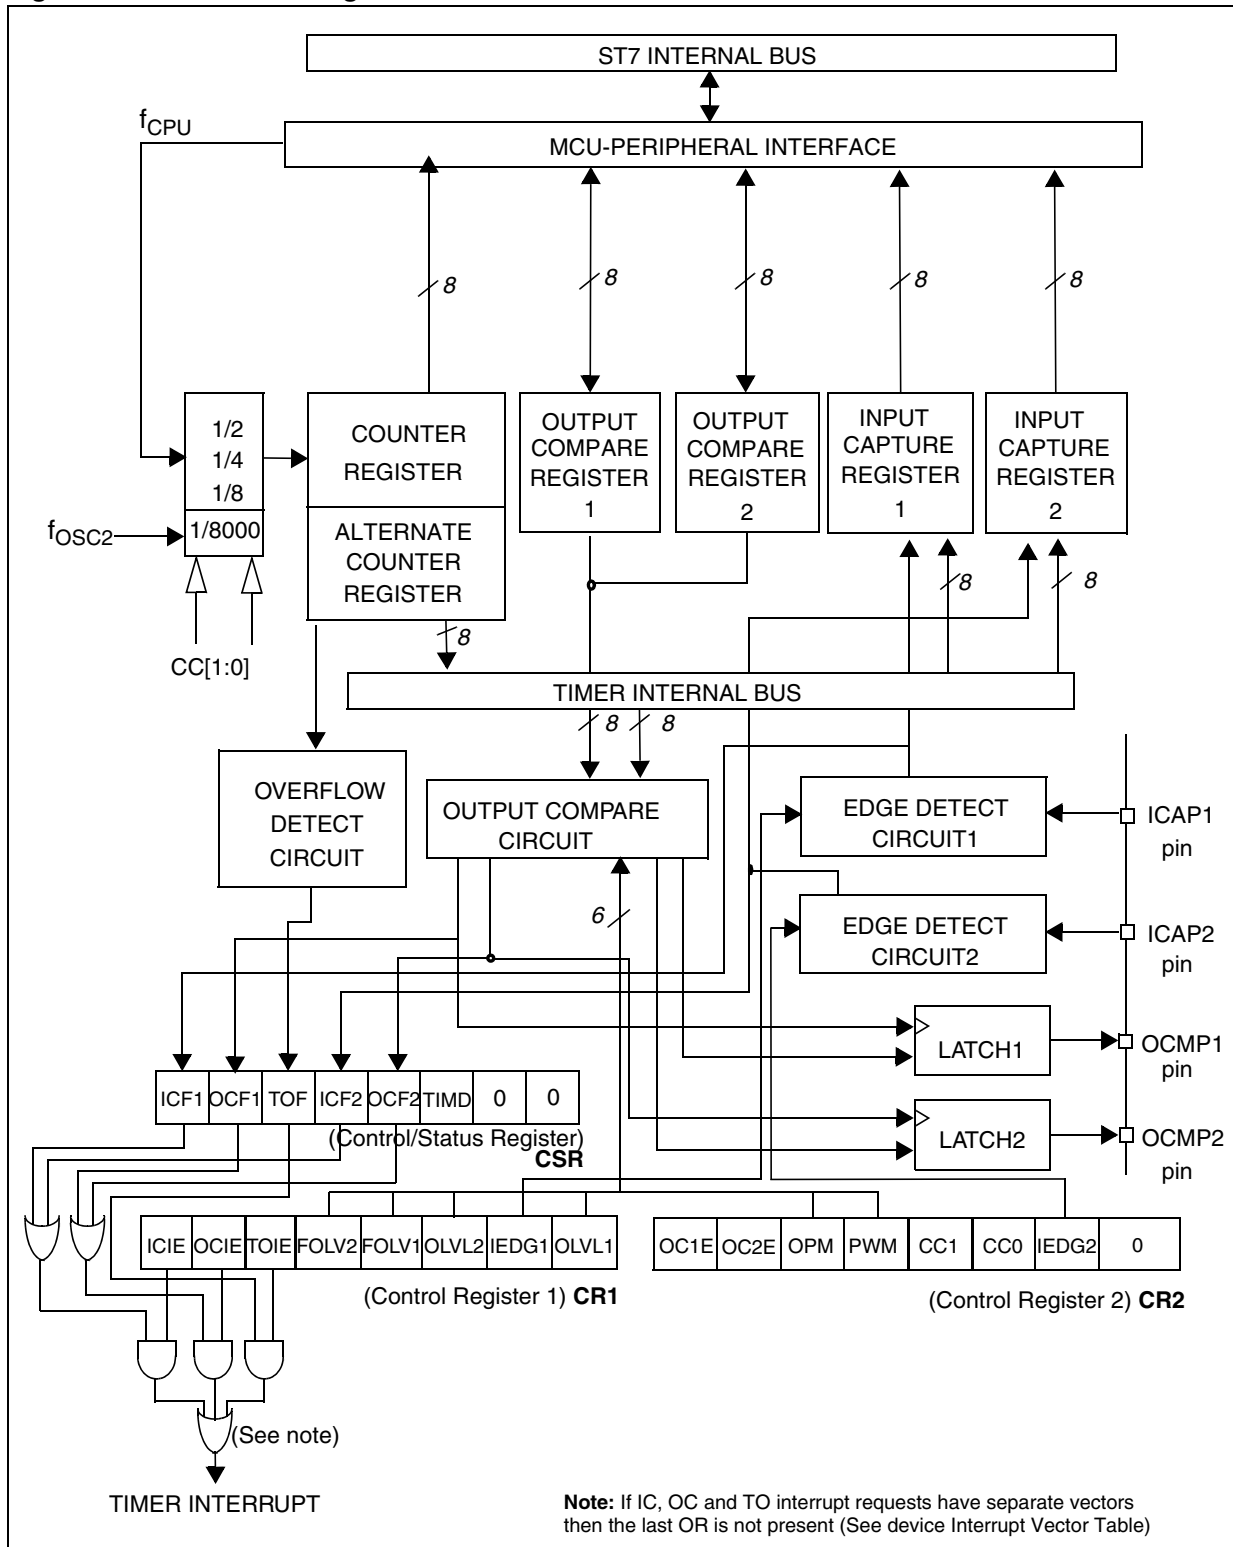 ST7 INTERNAL BUS
fCPU
MCU-PERIPHERAL INTERFACE
8
8
8
8
8
1/2
1/4
1/8
1/8000
fOSC2
CC[1:0]
COUNTER
REGISTER
ALTERNATE
COUNTER
REGISTER
OUTPUT
COMPARE
REGISTER
1
OUTPUT
COMPARE
REGISTER
2
INPUT
CAPTURE
REGISTER
1
INPUT
CAPTURE
REGISTER
2
8
8
8
TIMER INTERNAL BUS
8
8
OVERFLOW
DETECT
CIRCUIT
OUTPUT COMPARE
CIRCUIT
6
EDGE DETECT
CIRCUIT1
ICAP1
pin
EDGE DETECT
CIRCUIT2
ICAP2
pin
LATCH1
OCMP1
pin
LATCH2
OCMP2
pin
ICF1 OCF1 TOF ICF2 OCF2 TIMD 0 0
(Control/Status Register)
CSR
ICIE OCIE TOIE FOLV2 FOLV1 OLVL2 IEDG1 OLVL1
(Control Register 1) CR1
OC1E OC2E OPM PWM CC1 CC0 IEDG2 0
(Control Register 2) CR2
(See note)
TIMER INTERRUPT
Note: If IC, OC and TO interrupt requests have separate vectors
then the last OR is not present (See device Interrupt Vector Table)